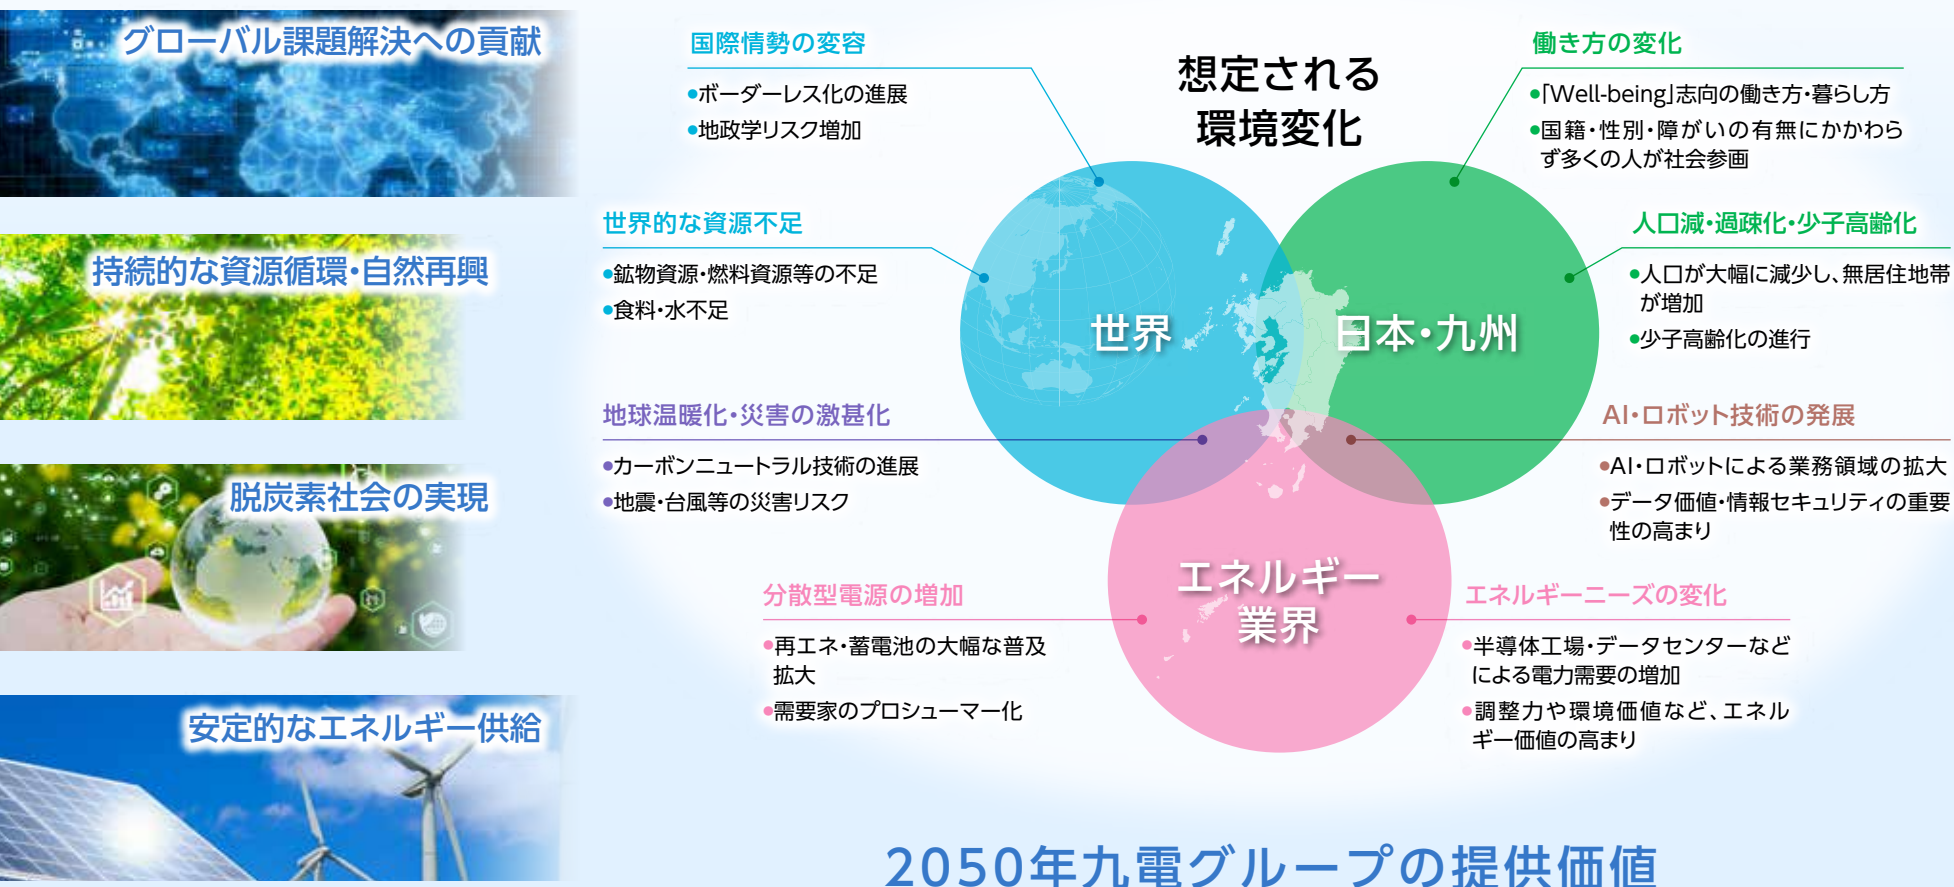 グローバル課題解決への貢献
持続的な資源循環・自然再興
脱炭素社会の実現
安定的なエネルギー供給
想定される
環境変化
国際情勢の変容
•ボーダーレス化の進展
•地政学リスク増加
世界的な資源不足
•鉱物資源・燃料資源等の不足
•食料・水不足
地球温暖化・災害の激甚化
•カーボンニュートラル技術の進展
•地震・台風等の災害リスク
分散型電源の増加
•再エネ・蓄電池の大幅な普及
拡大
•需要家のプロシューマー化
世界
日本・九州
エネルギー
業界
働き方の変化
•「Well-being」志向の働き方・暮らし方
•国籍・性別・障がいの有無にかかわら
ず多くの人が社会参画
人口減・過疎化・少子高齢化
•人口が大幅に減少し、無居住地帯
が増加
•少子高齢化の進行
AI・ロボット技術の発展
•AI・ロボットによる業務領域の拡大
•データ価値・情報セキュリティの重要
性の高まり
エネルギーニーズの変化
•半導体工場・データセンターなど
による電力需要の増加
•調整力や環境価値など、エネル
ギー価値の高まり
2050年九電グループの提供価値